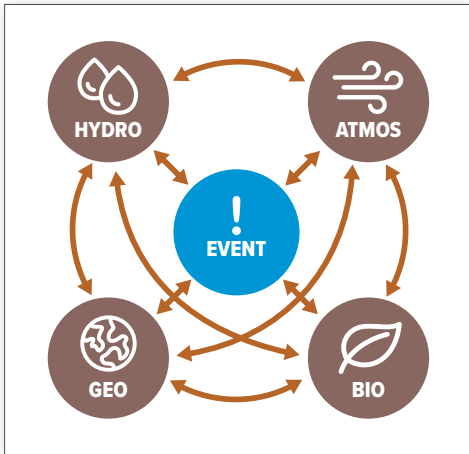 HYDRO
ATMOS
!
EVENT
GEO
BIO